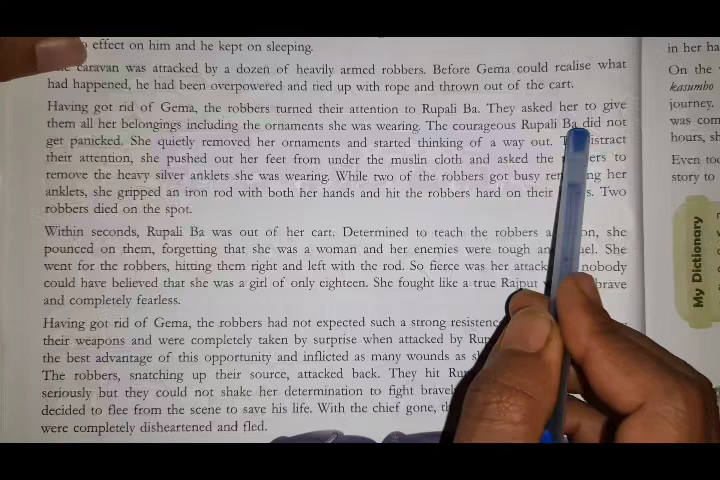 effect on him and he kept on sleeping.
caravan was attacked by a dozen of heavily armed robbers. Before Gema could realise what
had happened, he had been overpowered and tied up with rope and thrown out of the cart.
Having got rid of Gema, the robbers turned their attention to Rupali Ba. They asked her to give
them all her belongings including the ornaments she was wearing. The courageous Rupali Ba did not
get panicked. She quietly removed her ornaments and started thinking of a way out. T istract
their attention, she pushed out her feet from under the muslin cloth and asked the ers to
remove the heavy silver anklets she was wearing. While two of the robbers got busy rem ing her
anklets, she gripped an iron rod with both her hands and hit the robbers hard on their s. Two
robbers died on the spot.
Within seconds, Rupali Ba was out of her cart. Determined to teach the robbers a on, she
pounced on them, forgetting that she was a woman and her enemies were tough an el. She
went for the robbers, hitting them right and left with the rod. So fierce was her attack nobody
could have believed that she was a girl of only eighteen. She fought like a true Rajput brave
and completely fearless.
Having got rid of Gema, the robbers had not expected such a strong resistence
their weapons and were completely taken by surprise when attacked by Rup
the best advantage of this opportunity and inflicted as many wounds as s
The robbers, snatching up their source, attacked back. They hit Ru
seriously but they could not shake her determination to fight bravel
decided to flee from the scene to save his life. With the chief gone, th
were completely disheartened and fled.
in her ha
On the
kasumbo
journey.
was com
hours, sh
Even to
story to
My Dictionary